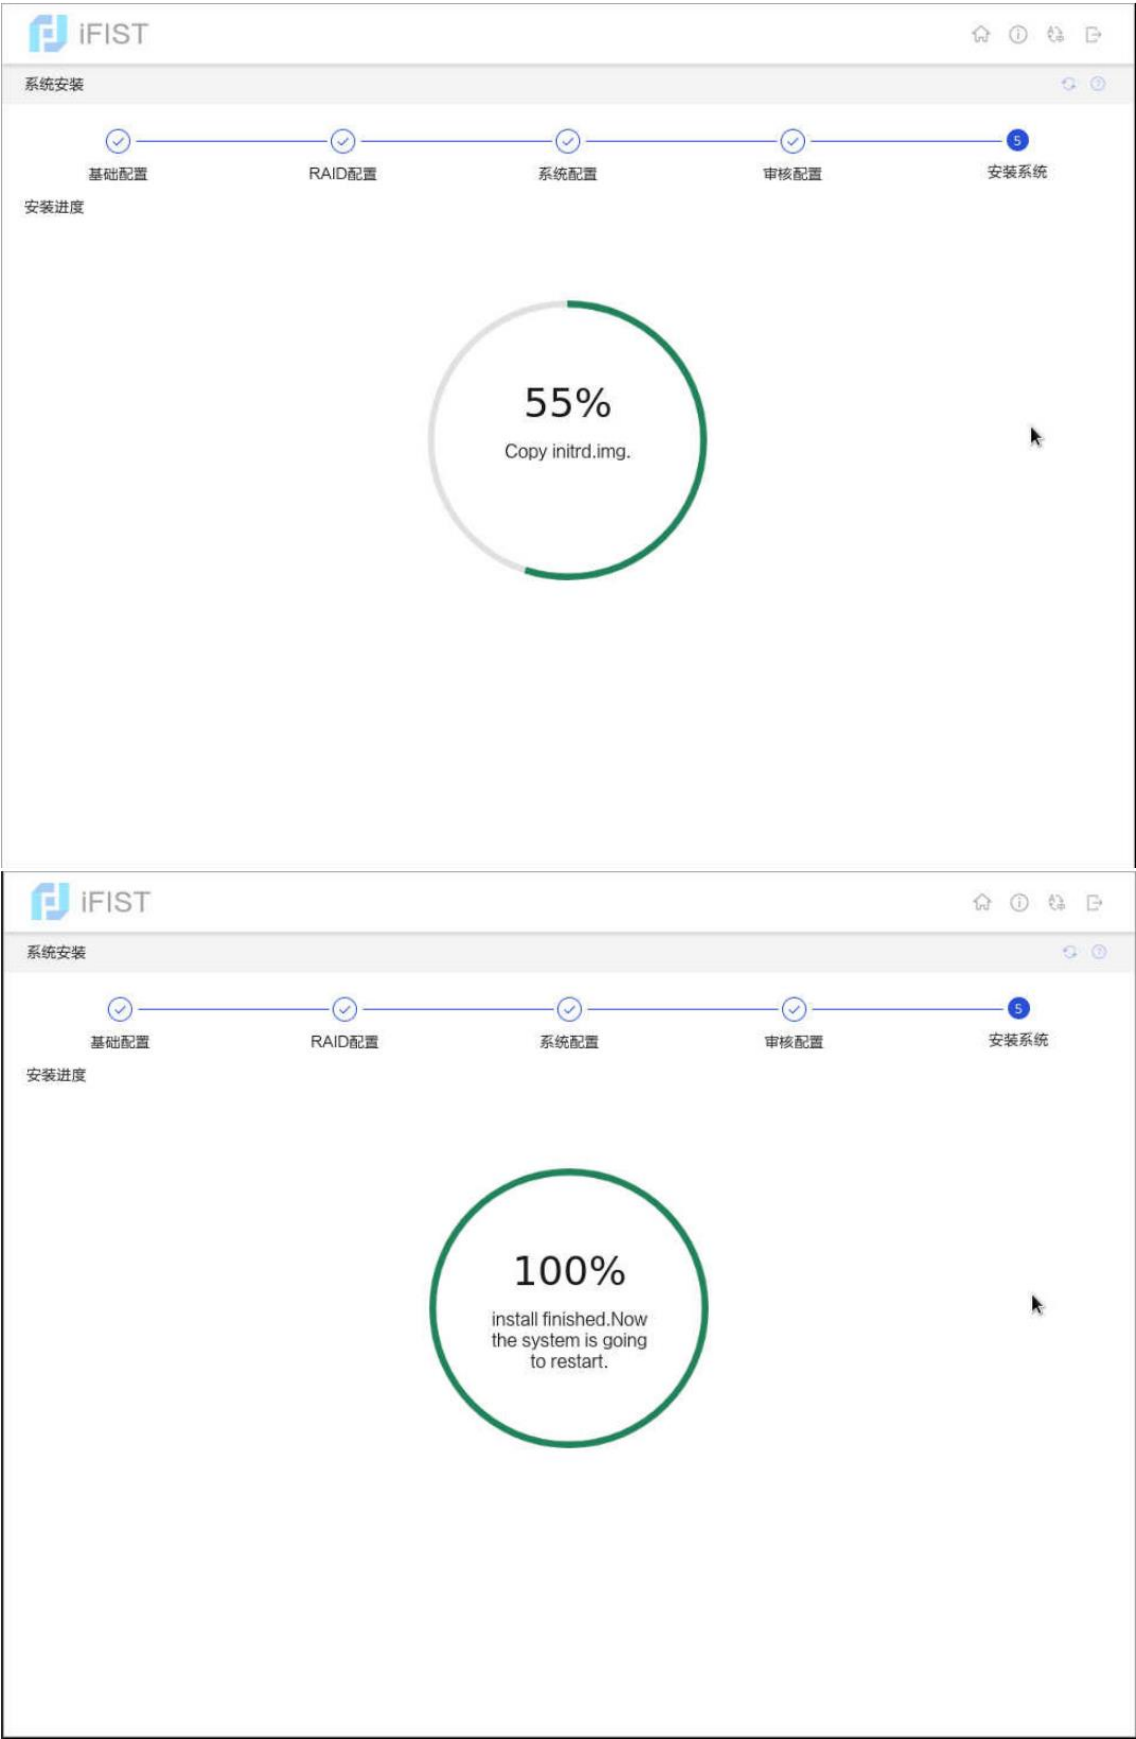 iFIST
系统安装
5
基础配置
RAID配置
系统配置
审核配置
安装系统
安装进度
55%
Copy initrd.img.
iFIST
系统安装
5
基础配置
RAID配置
系统配置
审核配置
安装系统
安装进度
100%
install finished.Now
the system is going
to restart.